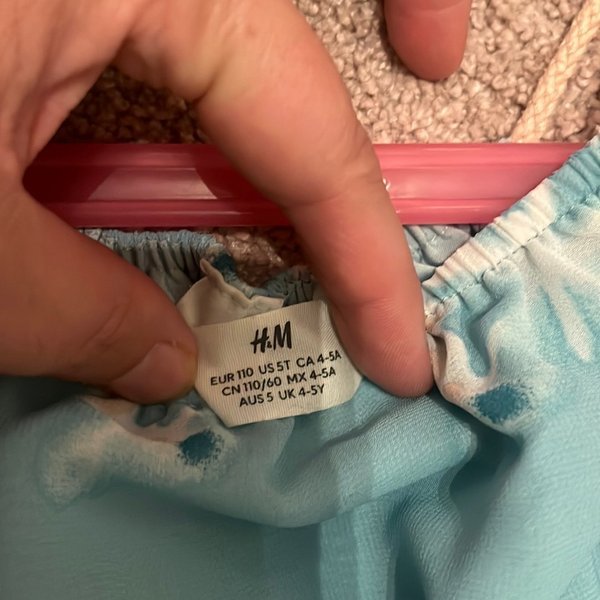 H&M
EUR 110 US 5T CA 4-5A
CN 110/60 MX 4-5A
AUS 5 UK 4-5Y